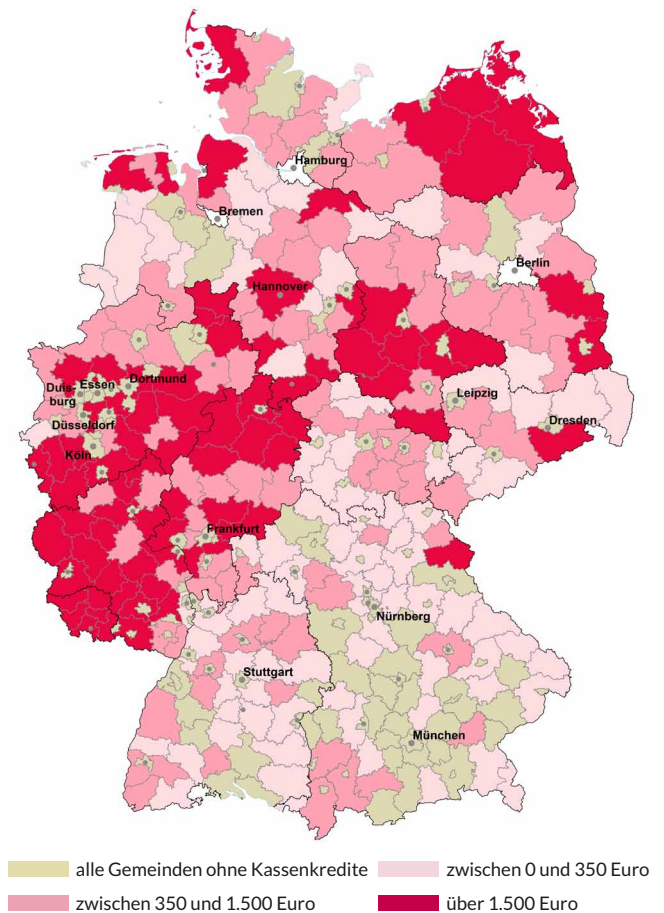 Hamburg
Bremen
Berlin
Hannover
Duis-
burg
Essen
Dortmund
Düsseldorf
Köln
Leipzig
Dresden
Frankfurt
Nürnberg
Stuttgart
München
alle Gemeinden ohne Kassenkredite
zwischen 0 und 350 Euro
zwischen 350 und 1.500 Euro
über 1.500 Euro